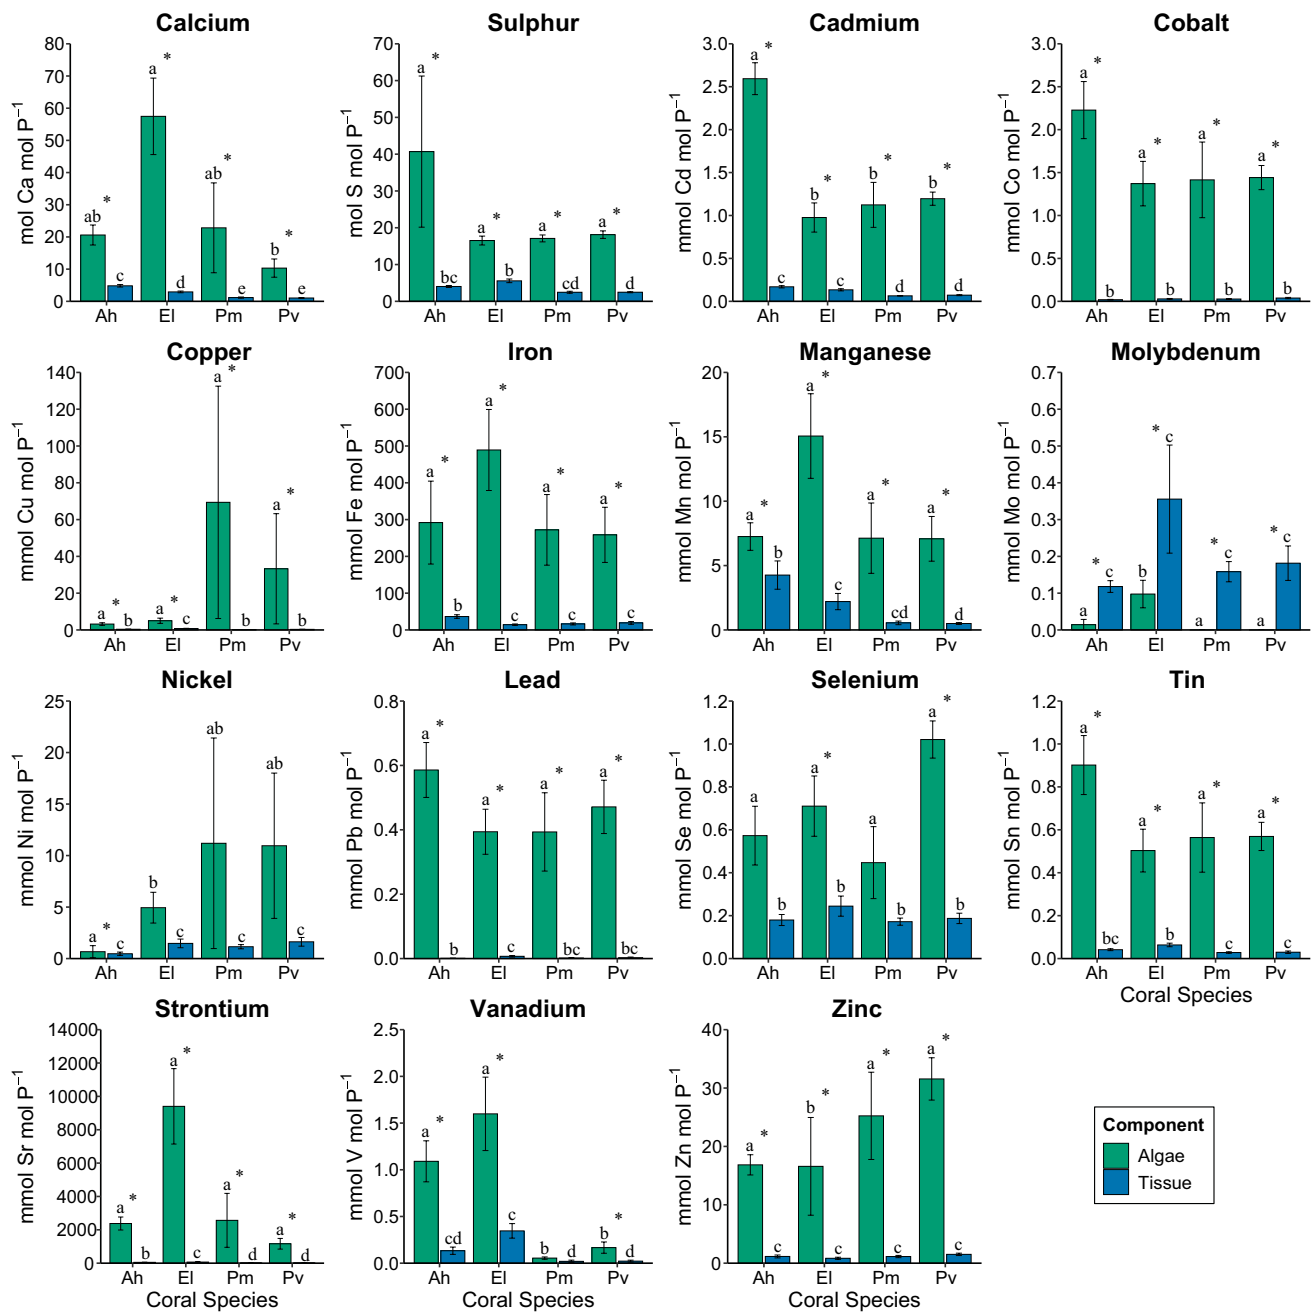 Calcium
mol Ca mol P⁻¹
80
70
60
50
40
30
20
10
0
ab *
c
a *
d
ab *
e
b *
e
Ah El Pm Pv
Sulphur
mol S mol P⁻¹
70
60
50
40
30
20
10
0
a *
bc
a *
b
a *
cd
a *
d
Ah El Pm Pv
Cadmium
mmol Cd mol P⁻¹
3.0
2.5
2.0
1.5
1.0
0.5
0.0
a *
c
b *
c
b *
d
b *
d
Ah El Pm Pv
Cobalt
mmol Co mol P⁻¹
3.0
2.5
2.0
1.5
1.0
0.5
0.0
a *
b
a *
b
a *
b
a *
b
Ah El Pm Pv
Copper
mmol Cu mol P⁻¹
140
120
100
80
60
40
20
0
a *
b
a *
c
a *
b
a *
b
Ah El Pm Pv
Iron
mmol Fe mol P⁻¹
700
600
500
400
300
200
100
0
a *
b
a *
c
a *
c
a *
c
Ah El Pm Pv
Manganese
mmol Mn mol P⁻¹
20
15
10
5
0
a *
b
a *
c
a *
cd
a *
d
Ah El Pm Pv
Molybdenum
mmol Mo mol P⁻¹
0.7
0.6
0.5
0.4
0.3
0.2
0.1
0.0
a *
c
b *
c
a *
c
a *
c
Ah El Pm Pv
Nickel
mmol Ni mol P⁻¹
25
20
15
10
5
0
a *
c
b
c
ab
c
ab
c
Ah El Pm Pv
Lead
mmol Pb mol P⁻¹
0.8
0.6
0.4
0.2
0.0
a *
b
a *
c
a *
bc
a *
bc
Ah El Pm Pv
Selenium
mmol Se mol P⁻¹
1.2
1.0
0.8
0.6
0.4
0.2
0.0
a
b
a *
b
a
b
a *
b
Ah El Pm Pv
Tin
mmol Sn mol P⁻¹
1.2
1.0
0.8
0.6
0.4
0.2
0.0
a *
bc
a *
b
a *
c
a *
c
Ah El Pm Pv
Coral Species
Strontium
mmol Sr mol P⁻¹
14000
12000
10000
8000
6000
4000
2000
0
a *
b
a *
c
a *
d
a *
d
Ah El Pm Pv
Coral Species
Vanadium
mmol V mol P⁻¹
2.5
2.0
1.5
1.0
0.5
0.0
a *
cd
a *
c
b
d
b *
d
Ah El Pm Pv
Coral Species
Zinc
mmol Zn mol P⁻¹
40
30
20
10
0
a *
c
b *
c
a *
c
a *
c
Ah El Pm Pv
Coral Species
Component
Algae
Tissue